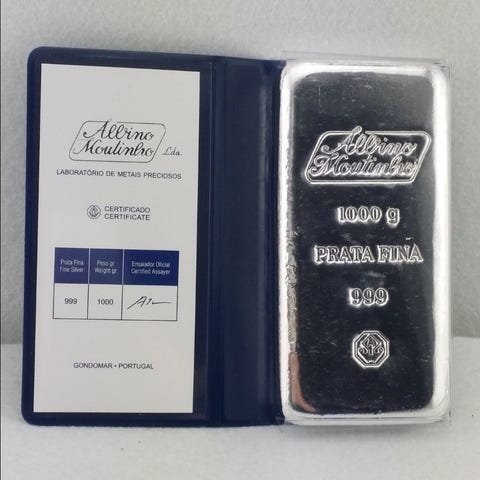 Albino
Moutinho Lda.
LABORATÓRIO DE METAIS PRECIOSOS
CERTIFICADO
CERTIFICATE
Prata Fina
Fine Silver
Peso gr.
Weight gr.
Ensaiador Oficial
Certified Assayer
999
1000
GONDOMAR • PORTUGAL
Albino
Moutinho
1000 g
PRATA FINA
999